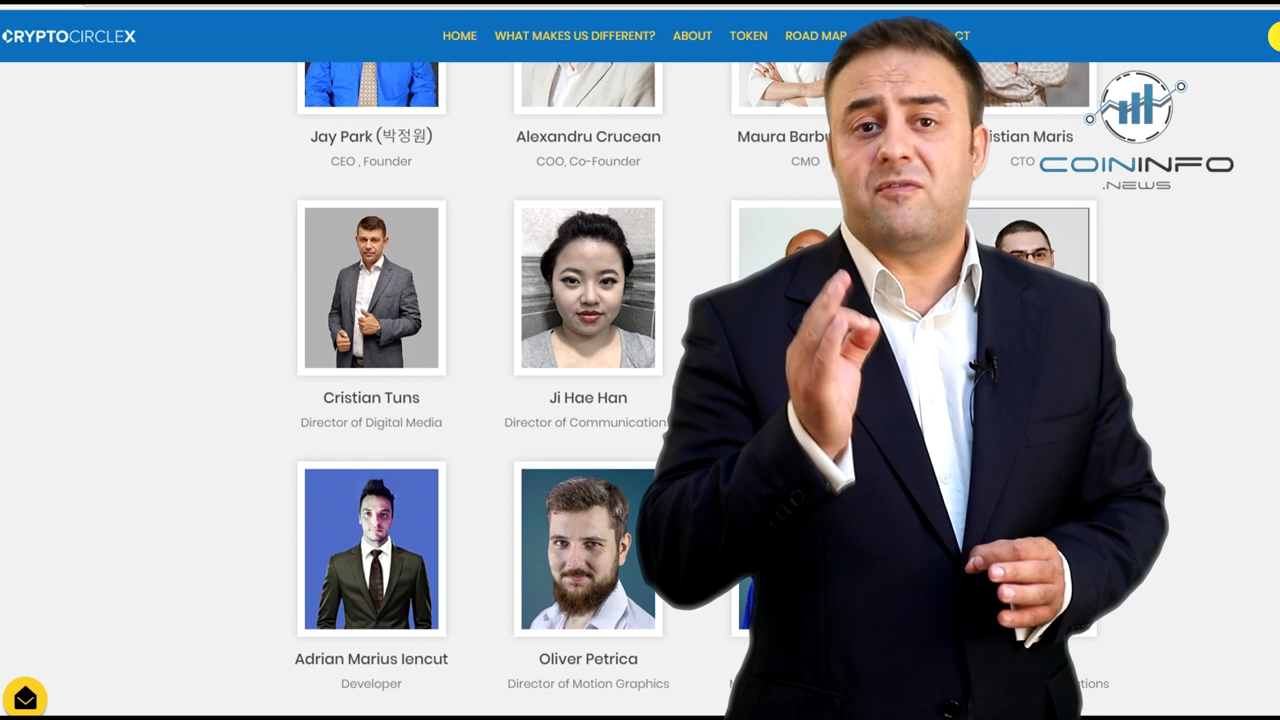 CRYPTOCIRCLEX
HOME WHAT MAKES US DIFFERENT? ABOUT TOKEN ROAD MAP
Jay Park (박정원) Alexandru Crucean Maura
CEO , Founder COO, Co-Founder CMO CTO
Maris
COININFO
.NEWS
Cristian Tuns Ji Hae Han
Director of Digital Media Director of Communication
Adrian Marius Iencut Oliver Petrica
Developer Director of Motion Graphics